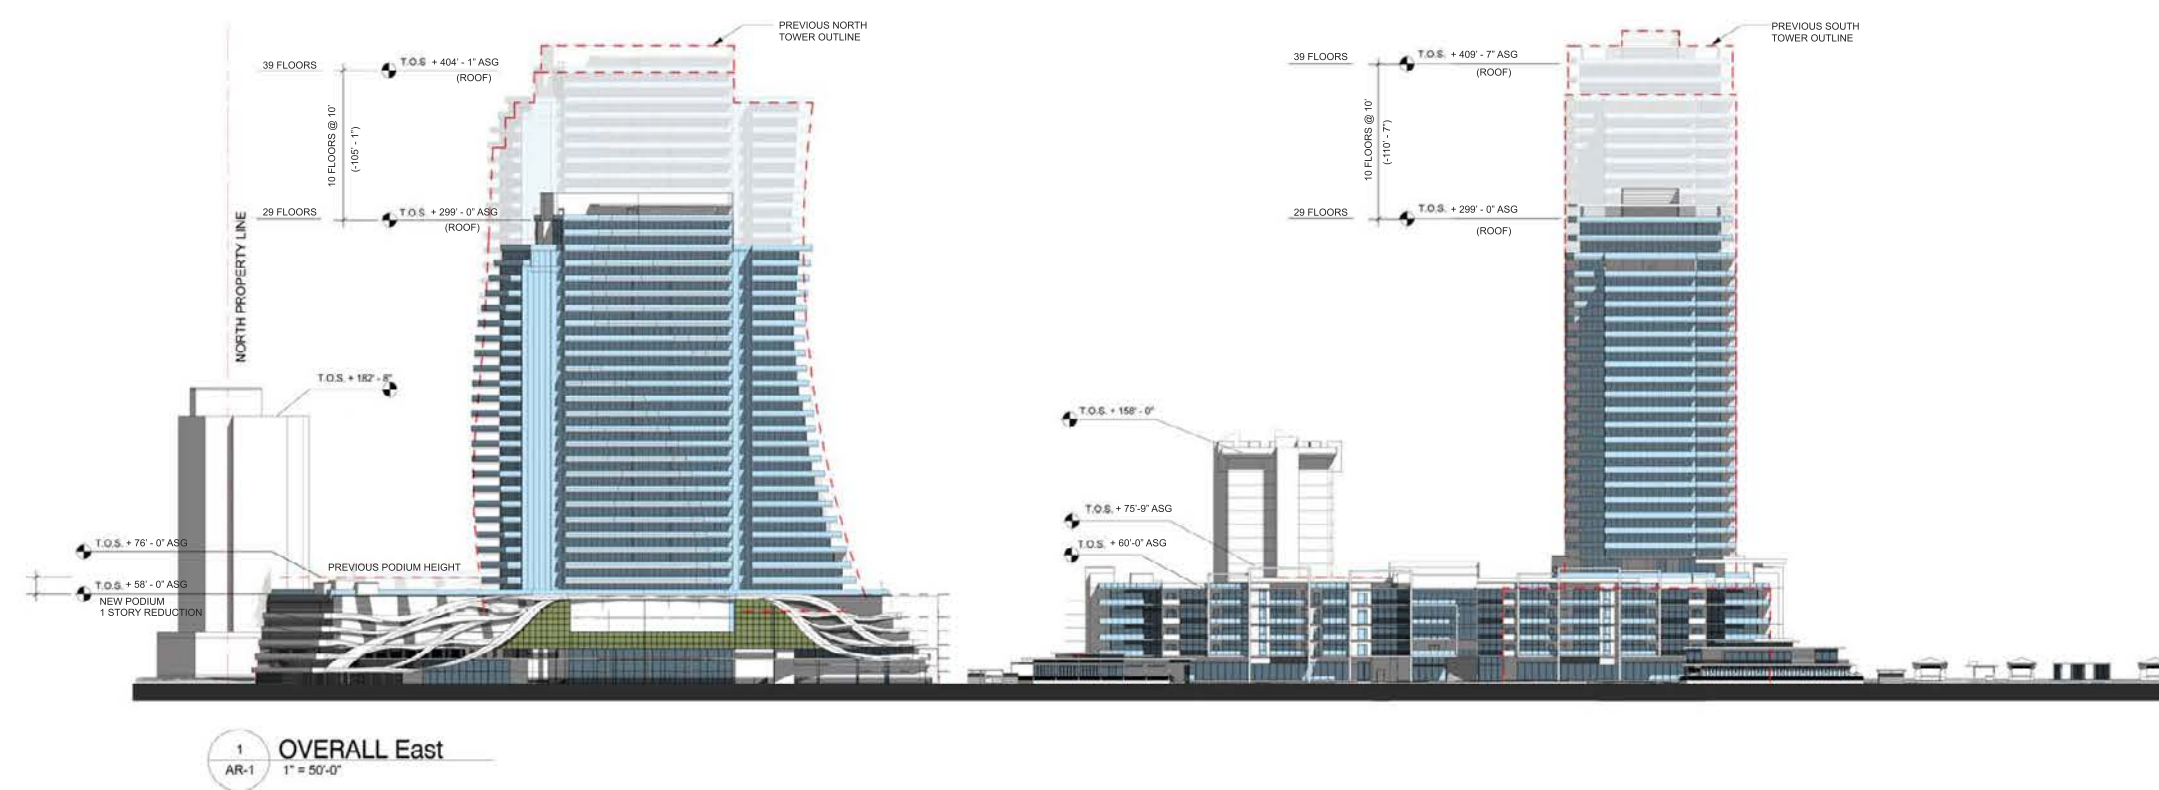 PREVIOUS NORTH
TOWER OUTLINE
39 FLOORS
T.O.S + 404' - 1" ASG
(ROOF)
10 FLOORS @ 10'
(-105' - 1")
29 FLOORS
T.O.S + 299' - 0" ASG
(ROOF)
NORTH PROPERTY LINE
T.O.S. + 182' - 8"
T.O.S. + 76' - 0" ASG
PREVIOUS PODIUM HEIGHT
T.O.S. + 58' - 0" ASG
NEW PODIUM
1 STORY REDUCTION
PREVIOUS SOUTH
TOWER OUTLINE
39 FLOORS
T.O.S. + 409' - 7" ASG
(ROOF)
10 FLOORS @ 10'
(-110' - 7")
29 FLOORS
T.O.S. + 299' - 0" ASG
(ROOF)
T.O.S. + 158' - 0"
T.O.S. + 75'-9" ASG
T.O.S. + 60'-0" ASG
1
AR-1
OVERALL East
1" = 50'-0"